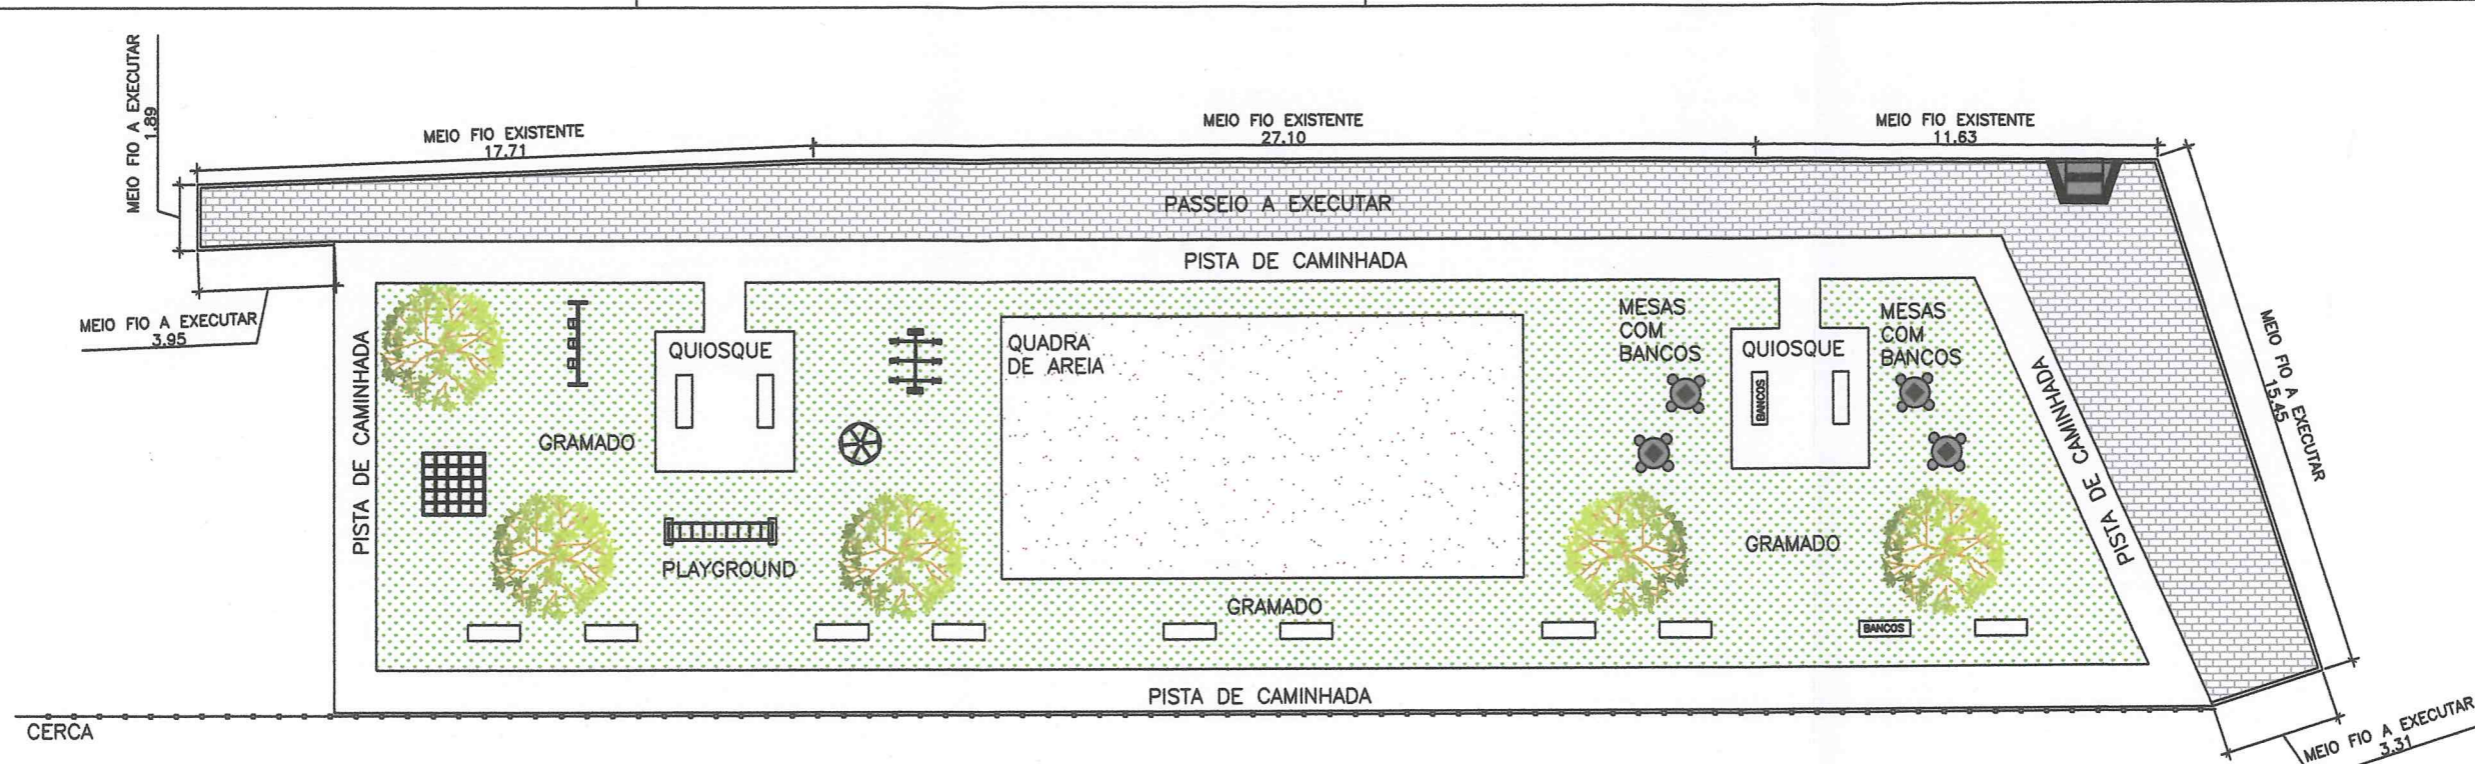 MEIO FIO A EXECUTAR
1.89
MEIO FIO EXISTENTE
17.71
MEIO FIO EXISTENTE
27.10
MEIO FIO EXISTENTE
11.63
PASSEIO A EXECUTAR
PISTA DE CAMINHADA
MEIO FIO A EXECUTAR
3.95
PISTA DE CAMINHADA
QUIOSQUE
GRAMADO
PLAYGROUND
QUADRA
DE AREIA
GRAMADO
MESAS
COM
BANCOS
QUIOSQUE
BANCOS
MESAS
COM
BANCOS
GRAMADO
BANCOS
PISTA DE CAMINHADA
PISTA DE CAMINHADA
MEIO FIO A EXECUTAR
15.45
PISTA DE CAMINHADA
CERCA
MEIO FIO A EXECUTAR
3.31